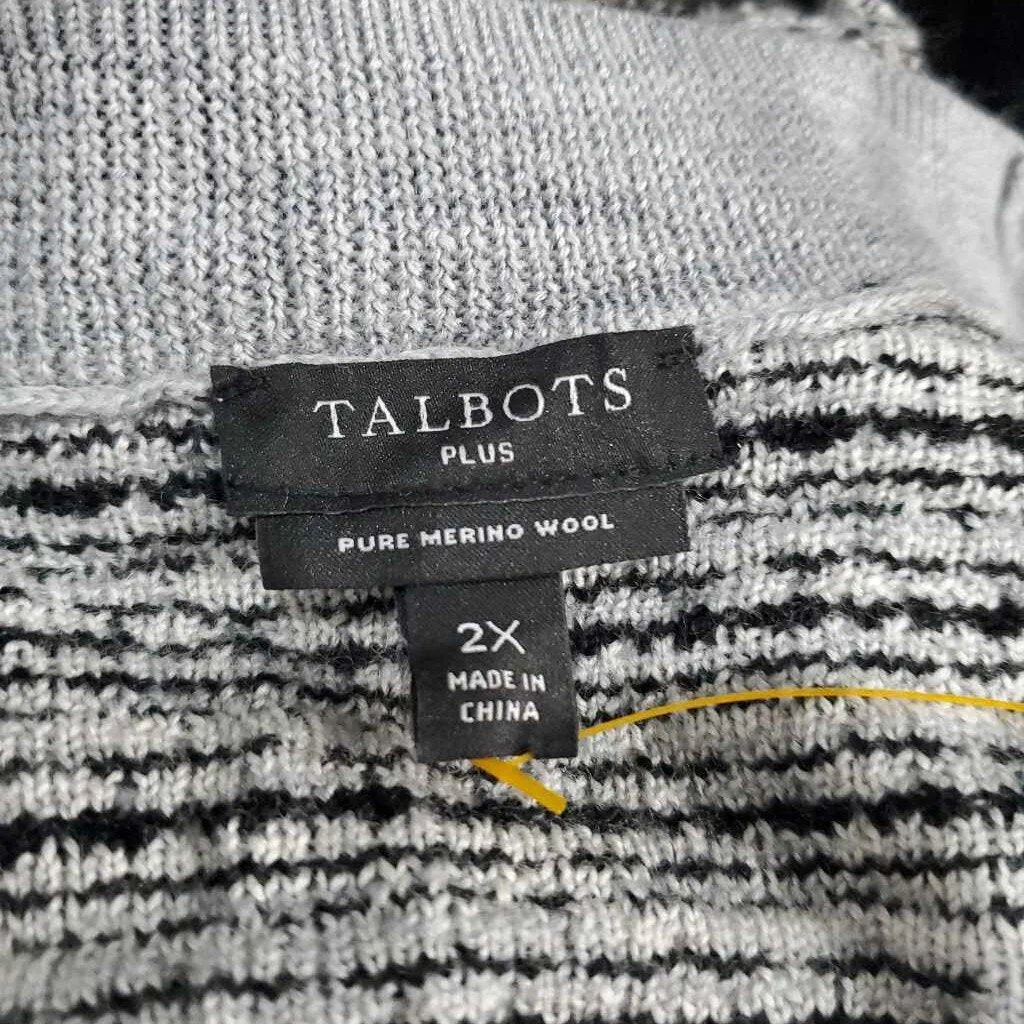 TALBOTS
PLUS
PURE MERINO WOOL
2X
MADE IN
CHINA